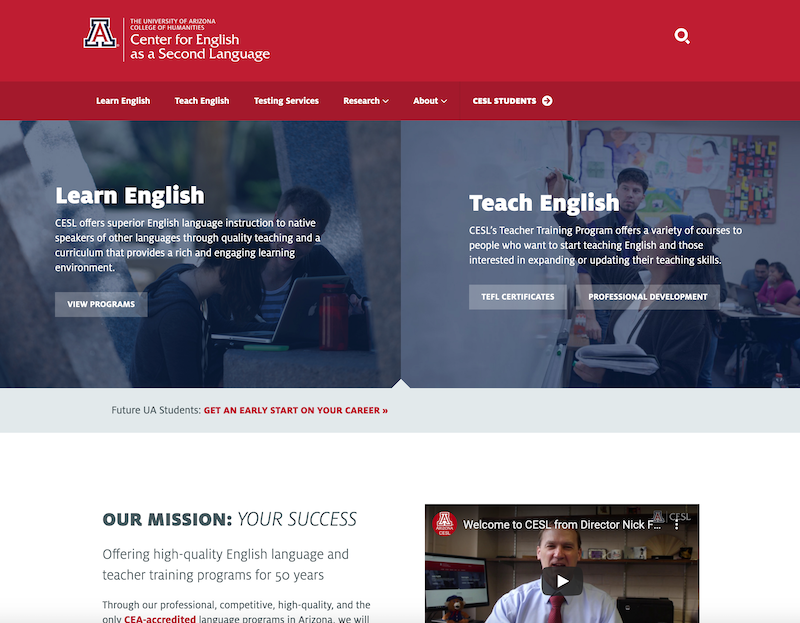 THE UNIVERSITY OF ARIZONA
COLLEGE OF HUMANITIES
Center for English
as a Second Language
Learn English
Teach English
Testing Services
Research
About
CESL STUDENTS
Learn English
CESL offers superior English language instruction to native
speakers of other languages through quality teaching and a
curriculum that provides a rich and engaging learning
environment.
VIEW PROGRAMS
Teach English
CESL's Teacher Training Program offers a variety of courses to
people who want to start teaching English and those
interested in expanding or updating their teaching skills.
TEFL CERTIFICATES
PROFESSIONAL DEVELOPMENT
Future UA Students: GET AN EARLY START ON YOUR CAREER »
OUR MISSION: YOUR SUCCESS
Offering high-quality English language and
teacher training programs for 50 years
Through our professional, competitive, high-quality, and the
only CEA-accredited language programs in Arizona, we will
A
ARIZONA
CESL
Welcome to CESL from Director Nick F...
CESL